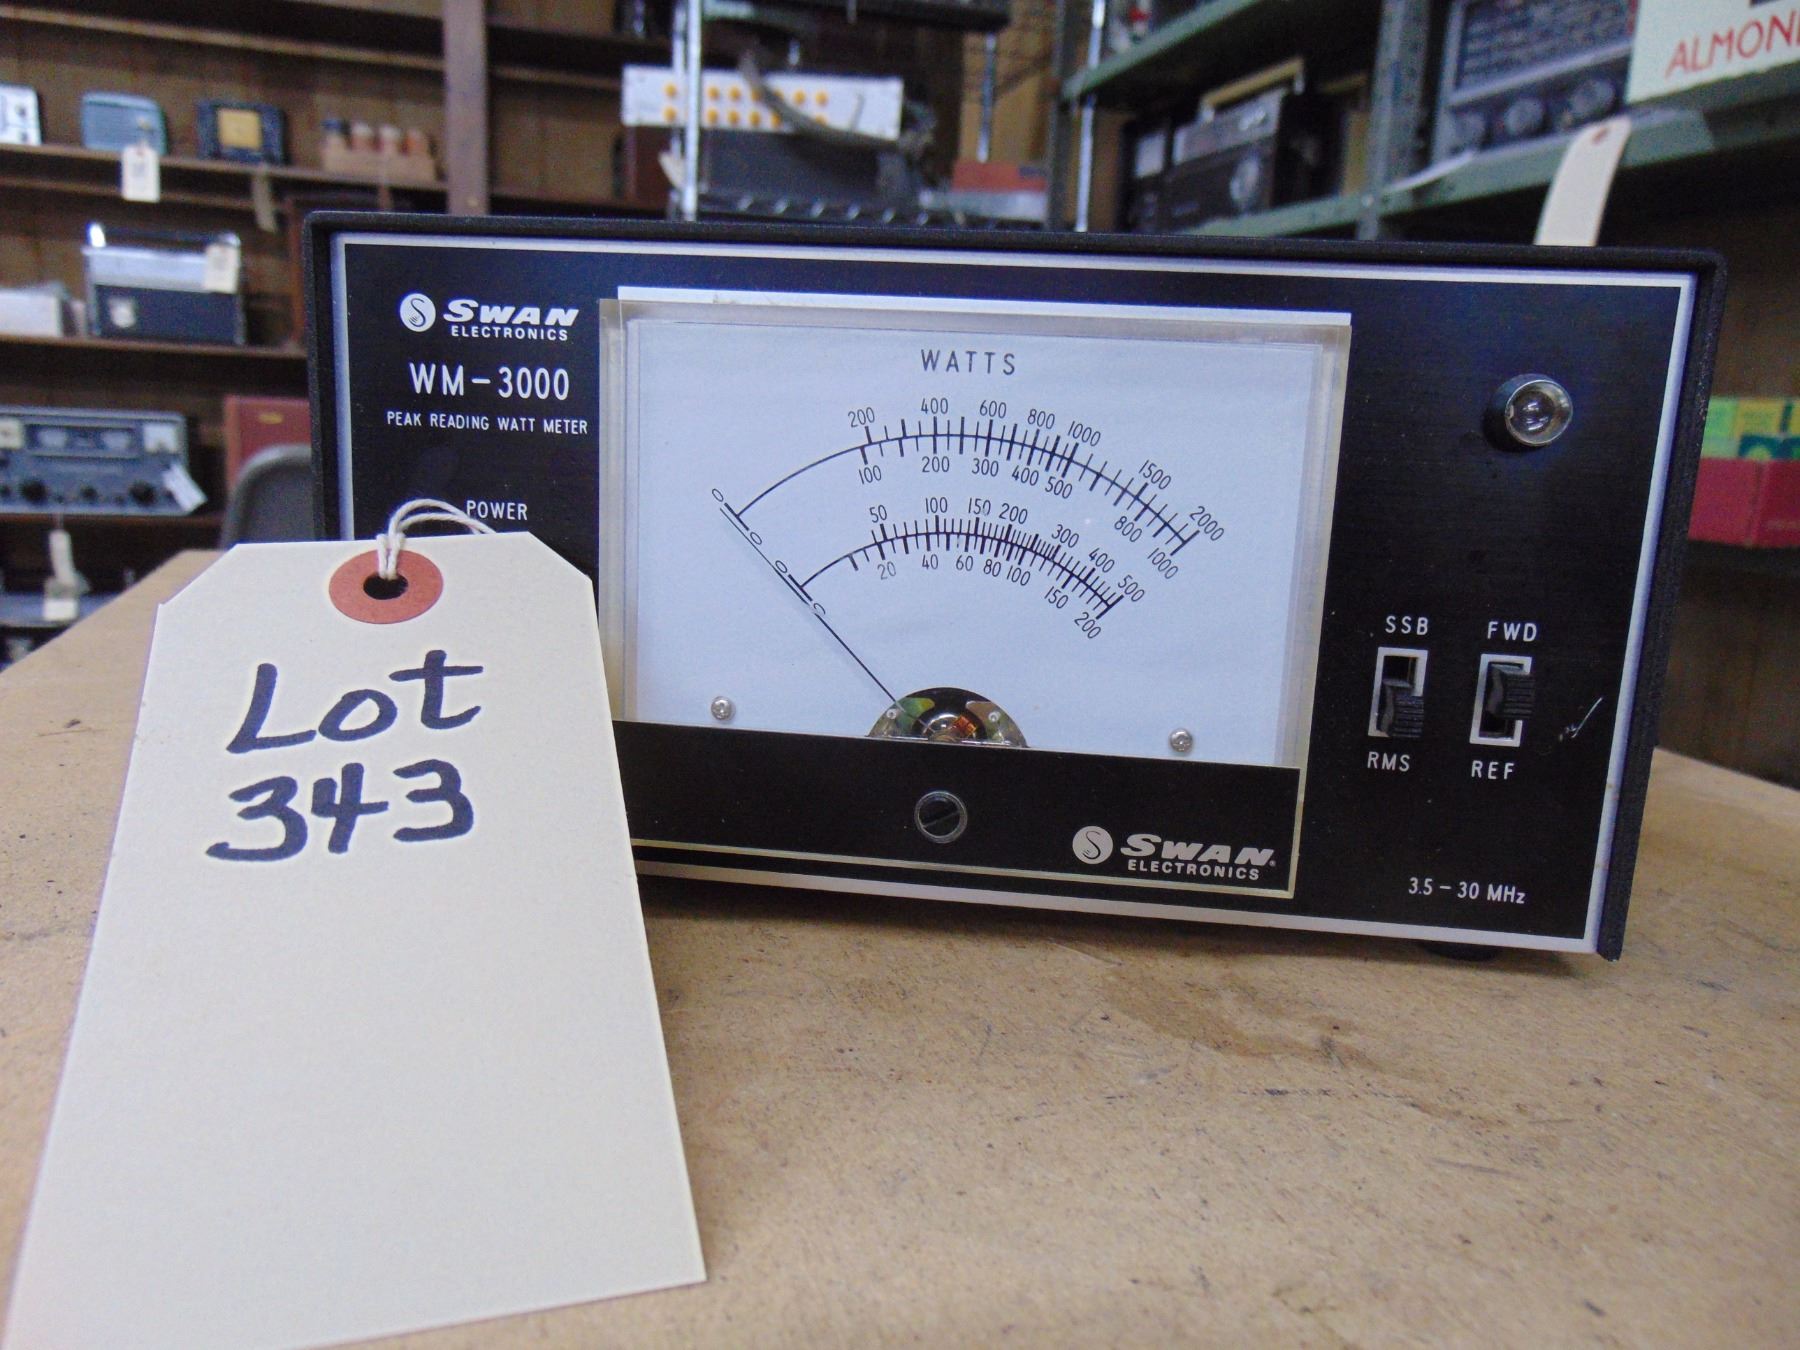 ALMON
SWAN
ELECTRONICS
WM-3000
PEAK READING WATT METER
POWER
WATTS
200 400 600 800 1000 1500 2000
0 100 200 300 400 500 800 1000
0 50 100 150 200 300 400 500
0 20 40 60 80 100 150 200
0
SSB FWD
RMS REF
SWAN
ELECTRONICS
3.5 - 30 MHz
Lot
343